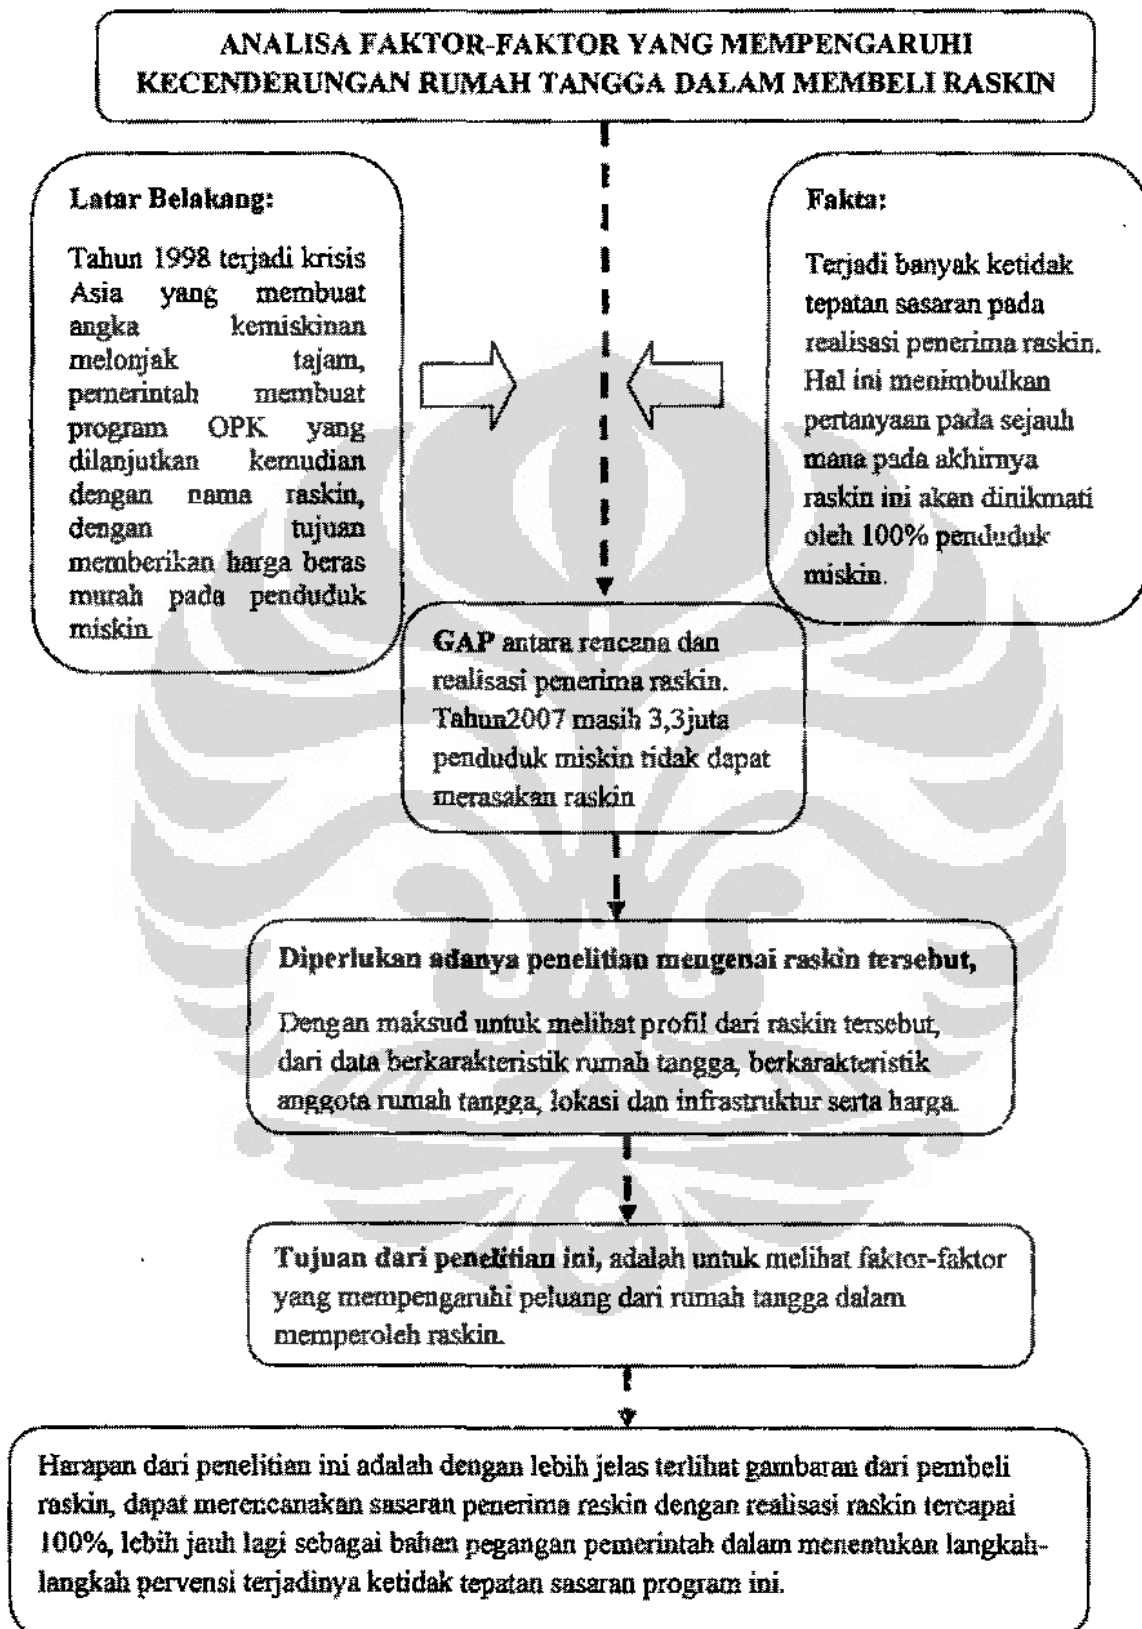 ANALISA FAKTOR-FAKTOR YANG MEMPENGARUHI
KECENDERUNGAN RUMAH TANGGA DALAM MEMBELI RASKIN
Latar Belakang:
Tahun 1998 terjadi krisis
Asia yang membuat
angka kemiskinan
melonjak tajam,
pemerintah membuat
program OPK yang
dilanjutkan kemudian
dengan nama raskin,
dengan tujuan
memberikan harga beras
murah pada penduduk
miskin.
Fakta:
Terjadi banyak ketidak
tepatan sasaran pada
realisasi penerima raskin.
Hal ini menimbulkan
pertanyaan pada sejauh
mana pada akhirnya
raskin ini akan dinikmati
oleh 100% penduduk
miskin.
GAP antara rencana dan
realisasi penerima raskin.
Tahun2007 masih 3,3juta
penduduk miskin tidak dapat
merasakan raskin
Diperlukan adanya penelitian mengenai raskin tersebut,
Dengan maksud untuk melihat profil dari raskin tersebut,
dari data berkarakteristik rumah tangga, berkarakteristik
anggota rumah tangga, lokasi dan infrastruktur serta harga.
Tujuan dari penelitian ini, adalah untuk melihat faktor-faktor
yang mempengaruhi peluang dari rumah tangga dalam
memperoleh raskin.
Harapan dari penelitian ini adalah dengan lebih jelas terlihat gambaran dari pembeli
raskin, dapat merencanakan sasaran penerima raskin dengan realisasi raskin tercapai
100%, lebih jauh lagi sebagai bahan pegangan pemerintah dalam menentukan langkah-
langkah pervensi terjadinya ketidak tepatan sasaran program ini.